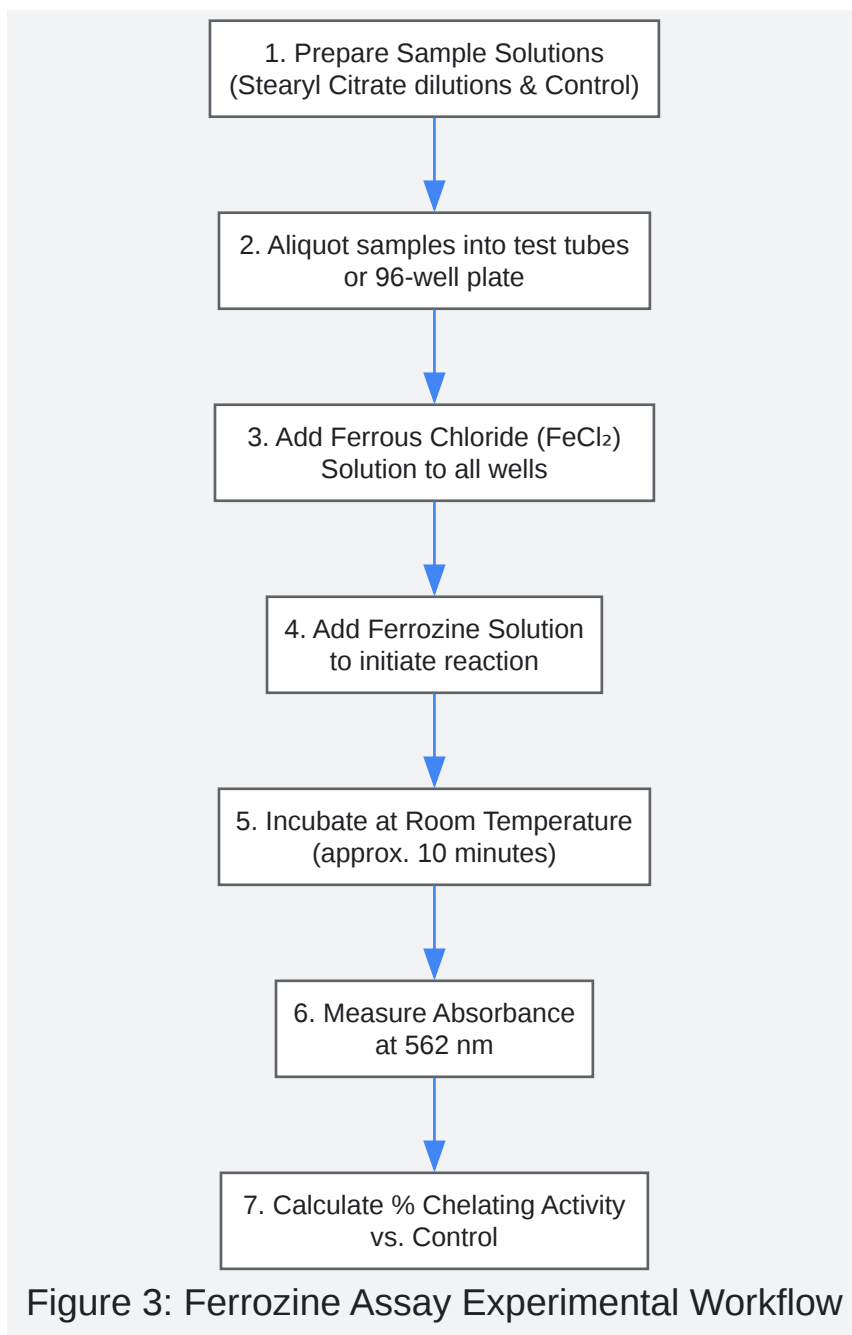 1. Prepare Sample Solutions
(Stearyl Citrate dilutions & Control)
2. Aliquot samples into test tubes
or 96-well plate
3. Add Ferrous Chloride (FeCl₂)
Solution to all wells
4. Add Ferrozine Solution
to initiate reaction
5. Incubate at Room Temperature
(approx. 10 minutes)
6. Measure Absorbance
at 562 nm
7. Calculate % Chelating Activity
vs. Control
Figure 3: Ferrozine Assay Experimental Workflow